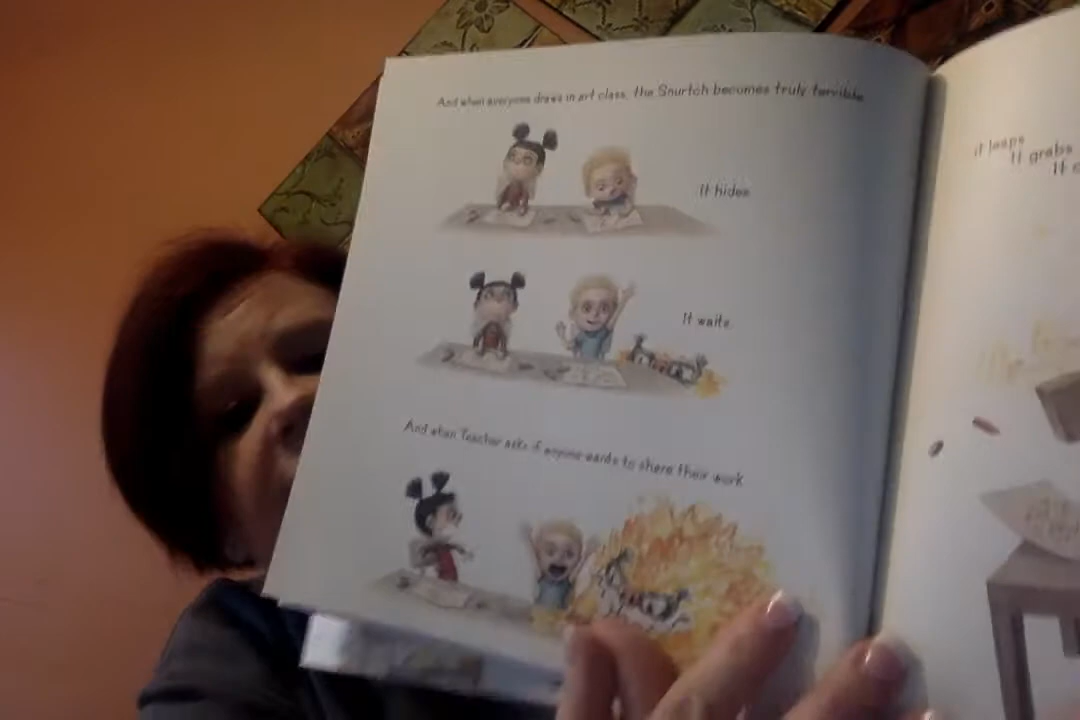 And when everyone draws in art class, the Snurtch becomes truly terrible.
It hides.
It waits.
And when Teacher asks if anyone wants to share their work
it leaps
It grabs
It